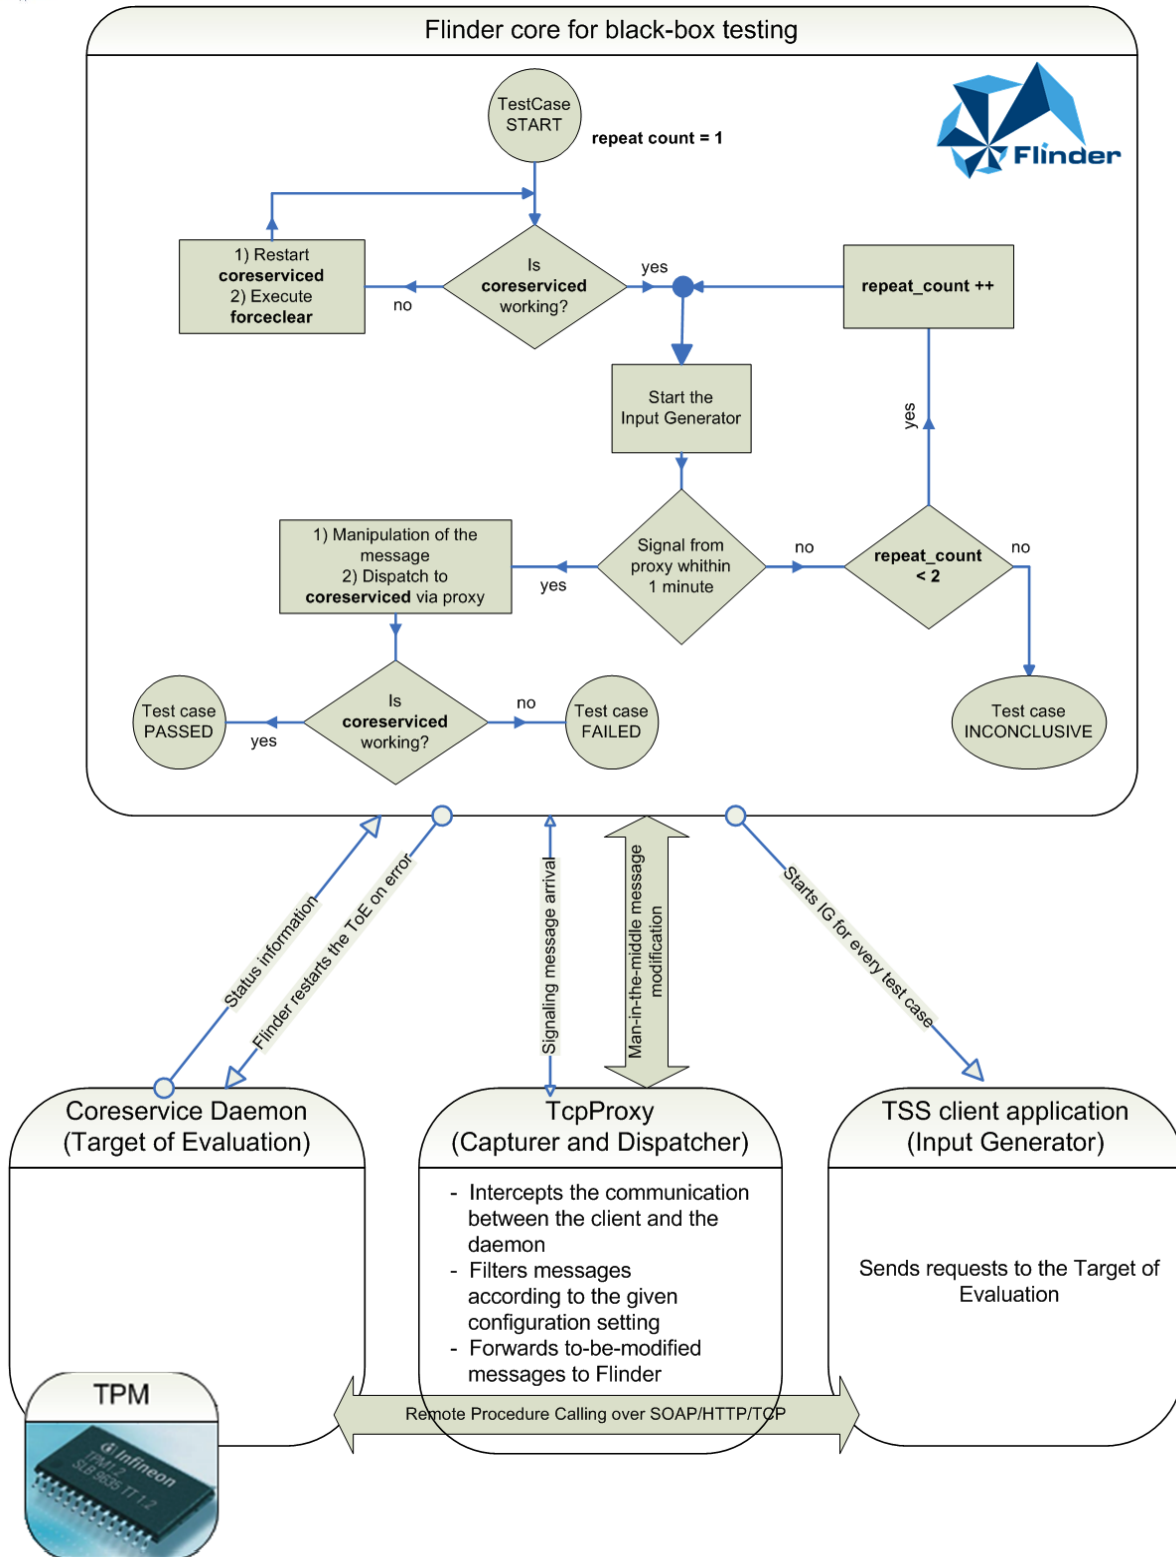 Flinder core for black-box testing
TestCase
START
repeat count = 1
Flinder
1) Restart
coreserviced
2) Execute
forceclear
no
Is
coreserviced
working?
yes
repeat_count ++
Start the
Input Generator
yes
1) Manipulation of the
message
2) Dispatch to
coreserviced via proxy
yes
Signal from
proxy whithin
1 minute
no
repeat_count
< 2
no
Test case
PASSED
yes
Is
coreserviced
working?
no
Test case
FAILED
Test case
INCONCLUSIVE
Status information
Flinder restarts the ToE on error
Signaling message arrival
Man-in-the-middle message
modification
Starts IG for every test case
Coreservice Daemon
(Target of Evaluation)
TcpProxy
(Capturer and Dispatcher)
- Intercepts the communication
between the client and the
daemon
- Filters messages
according to the given
configuration setting
- Forwards to-be-modified
messages to Flinder
TSS client application
(Input Generator)
Sends requests to the Target of
Evaluation
Remote Procedure Calling over SOAP/HTTP/TCP
TPM
Infineon
TPM1.2
SLB 9635 TT 1.2